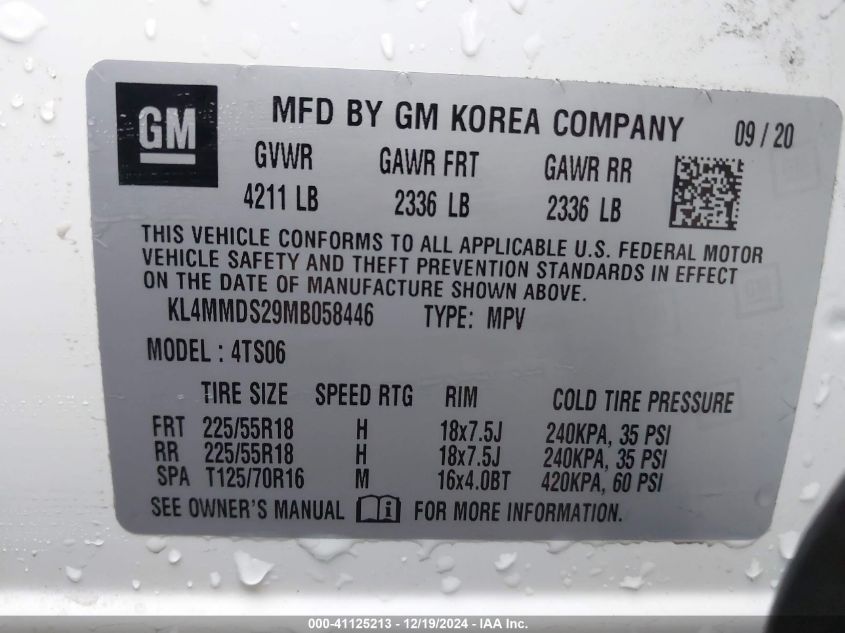 GM
MFD BY GM KOREA COMPANY 09 / 20
GVWR GAWR FRT GAWR RR
4211 LB 2336 LB 2336 LB
THIS VEHICLE CONFORMS TO ALL APPLICABLE U.S. FEDERAL MOTOR
VEHICLE SAFETY AND THEFT PREVENTION STANDARDS IN EFFECT
ON THE DATE OF MANUFACTURE SHOWN ABOVE.
KL4MMDS29MB058446 TYPE: MPV
MODEL : 4TS06
TIRE SIZE SPEED RTG RIM COLD TIRE PRESSURE
FRT 225/55R18 H 18x7.5J 240KPA, 35 PSI
RR 225/55R18 H 18x7.5J 240KPA, 35 PSI
SPA T125/70R16 M 16x4.0BT 420KPA, 60 PSI
SEE OWNER'S MANUAL FOR MORE INFORMATION.
000-41125213 - 12/19/2024 - IAA Inc.